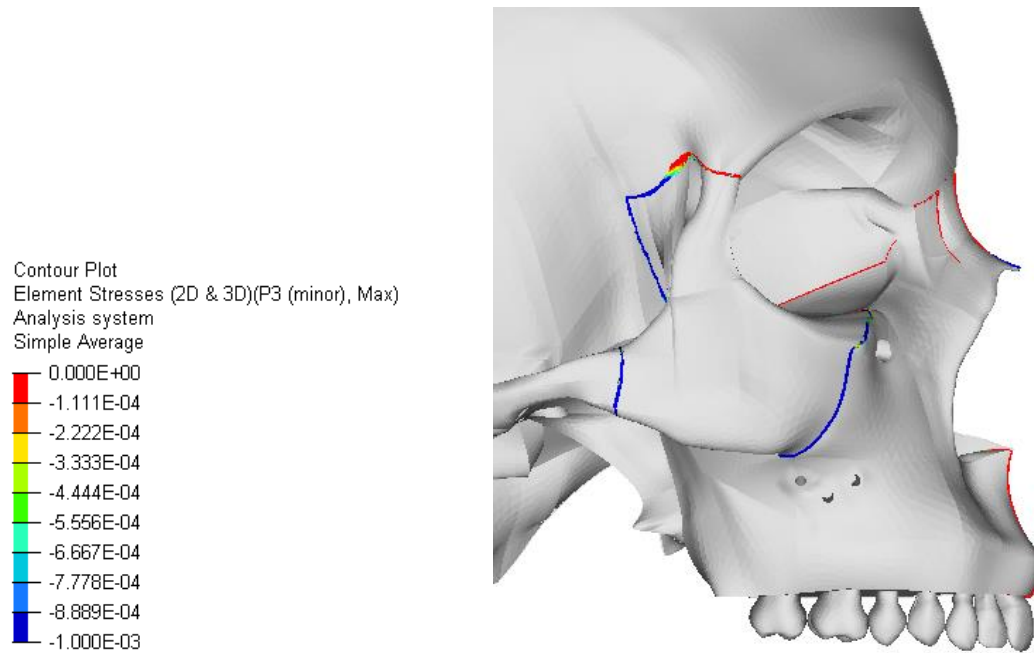 Contour Plot
Element Stresses (2D & 3D)(P3 (minor), Max)
Analysis system
Simple Average
0.000E+00
-1.111E-04
-2.222E-04
-3.333E-04
-4.444E-04
-5.556E-04
-6.667E-04
-7.778E-04
-8.889E-04
-1.000E-03